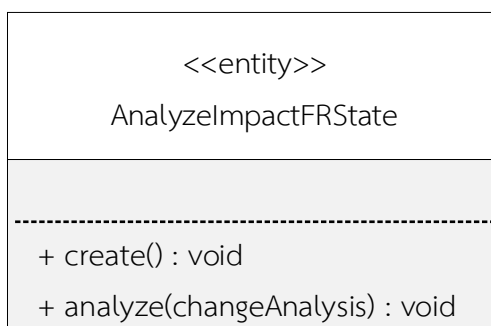 <<entity>>
AnalyzeImpactFRState
+ create() : void
+ analyze(changeAnalysis) : void